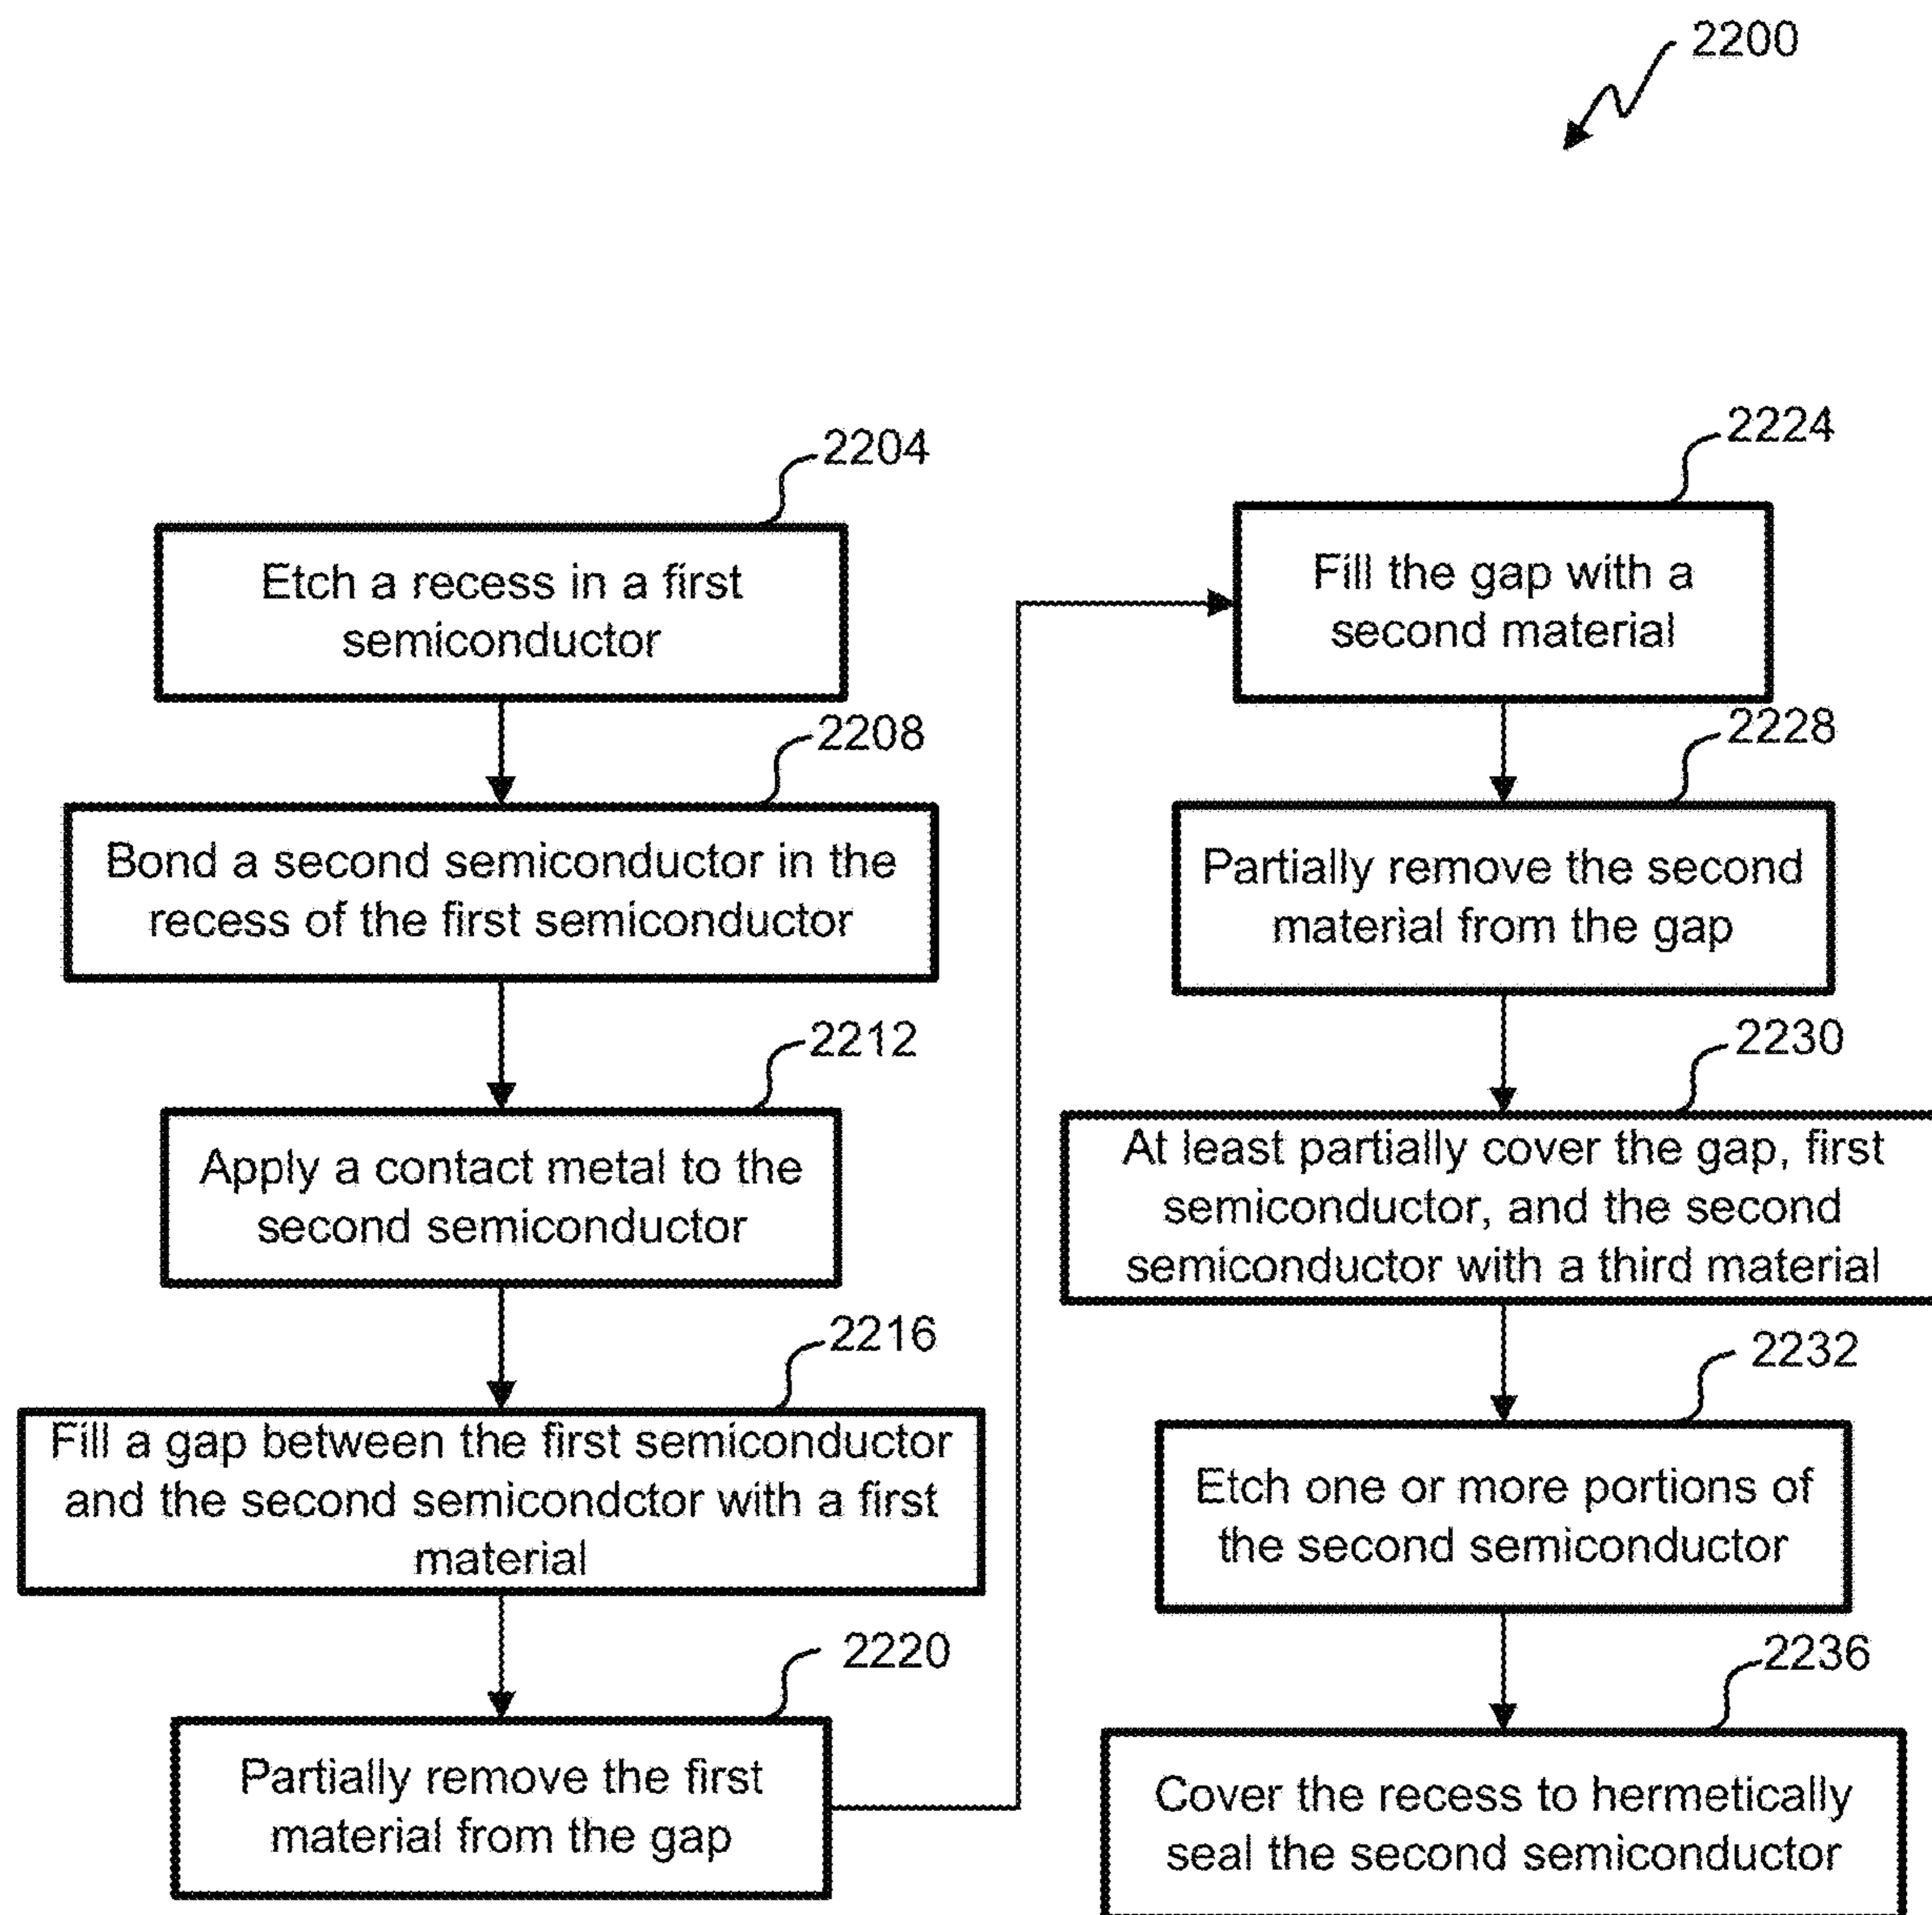 2200
2204
Etch a recess in a first
semiconductor
2208
Bond a second semiconductor in the
recess of the first semiconductor
2212
Apply a contact metal to the
second semiconductor
2216
Fill a gap between the first semiconductor
and the second semicondctor with a first
material
2220
Partially remove the first
material from the gap
2224
Fill the gap with a
second material
2228
Partially remove the second
material from the gap
2230
At least partially cover the gap, first
semiconductor, and the second
semiconductor with a third material
2232
Etch one or more portions of
the second semiconductor
2236
Cover the recess to hermetically
seal the second semiconductor